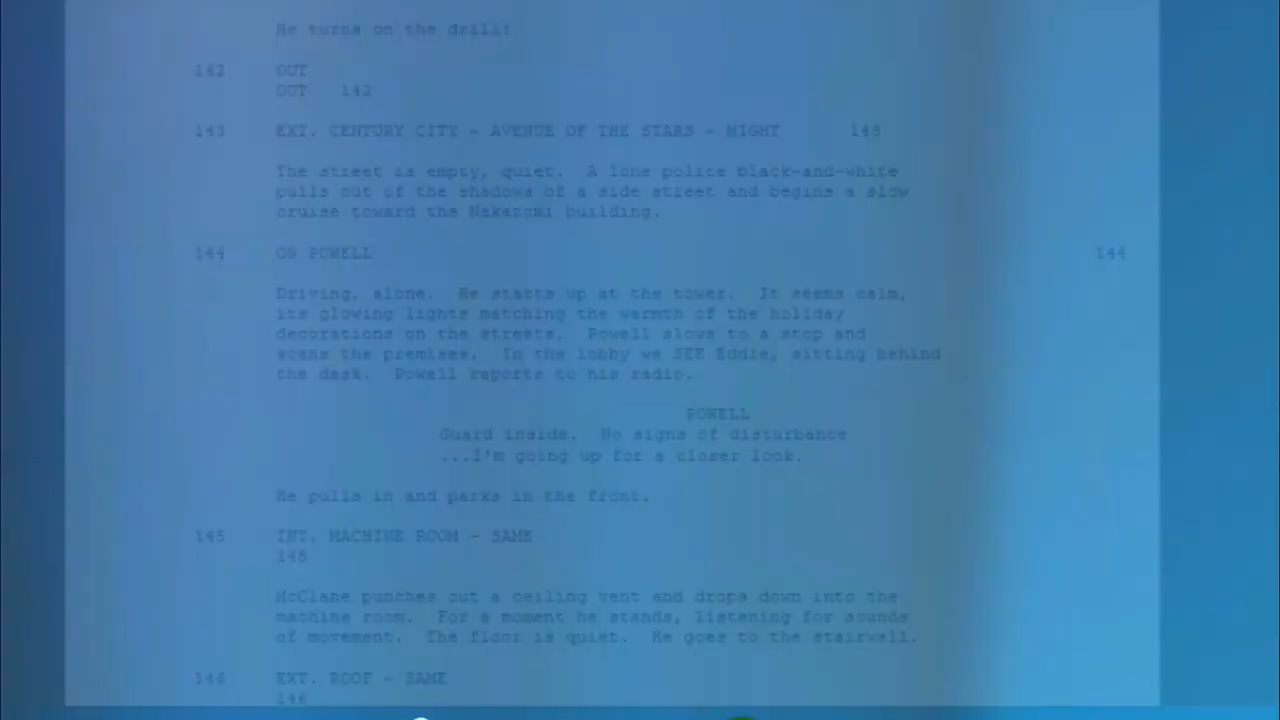 He turns on the drill:
142 OUT
OUT 142
143 EXT. CENTURY CITY - AVENUE OF THE STARS - NIGHT 143
The street is empty, quiet. A lone police black-and-white
pulls out of the shadows of a side street and begins a slow
cruise toward the Nakatomi building.
144 ON POWELL 144
Driving, alone. He starts up at the tower. It seems calm,
its glowing lights matching the warmth of the holiday
decorations on the streets. Powell slows to a stop and
scans the premises. In the lobby we SEE Eddie, sitting behind
the desk. Powell reports to his radio.
POWELL
Guard inside. No signs of disturbance
...I'm going up for a closer look.
He pulls in and parks in the front.
145 INT. MACHINE ROOM - SAME
145
McClane punches out a ceiling vent and drops down into the
machine room. For a moment he stands, listening for sounds
of movement. The floor is quiet. He goes to the stairwell.
146 EXT. ROOF - SAME
146